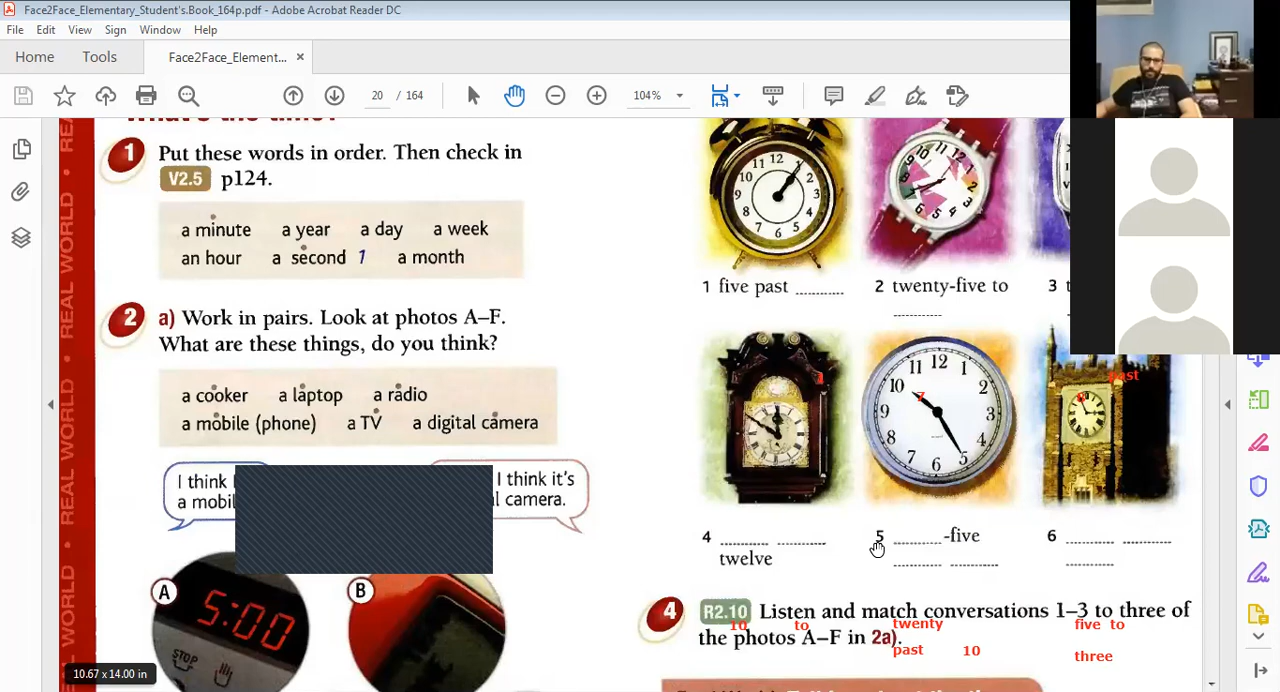 Face2Face_Elementary_Student's.Book_164p.pdf - Adobe Acrobat Reader DC
File Edit View Sign Window Help
Home Tools Face2Face_Element... ×
20 / 164 104%
REAL WORLD • REAL WORLD
1 Put these words in order. Then check in
V2.5 p124.
a minute a year a day a week
an hour a second 1 a month
2 a) Work in pairs. Look at photos A–F.
What are these things, do you think?
a cooker a laptop a radio
a mobile (phone) a TV a digital camera
I think
a mobil
I think it's
l camera.
A
5:00
STOP
B
10.67 x 14.00 in
1 five past ........
2 twenty-five to
........
3
4 ........ ........
twelve
5 ........-five
........ ........
6 ........ ........
........
past
7
4 R2.10 Listen and match conversations 1–3 to three of
the photos A–F in 2a).
10 to twenty five to
past 10 three